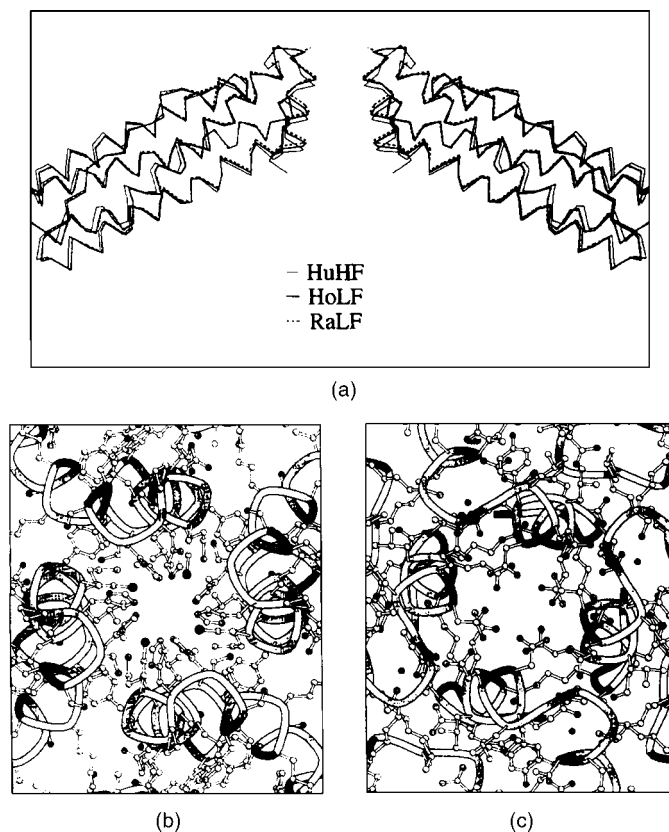 – HuHF
– HoLF
--- RaLF
(a)
(b)
(c)